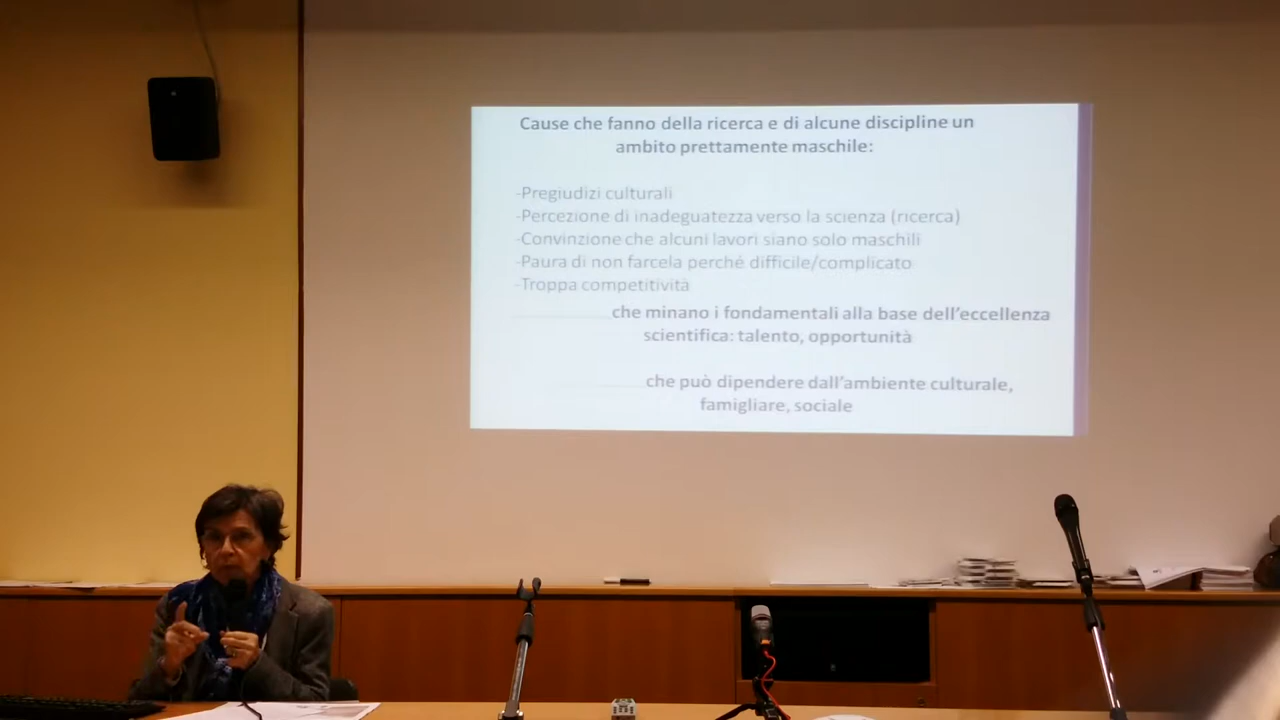 Cause che fanno della ricerca e di alcune discipline un
ambito prettamente maschile:
-Pregiudizi culturali
-Percezione di inadeguatezza verso la scienza (ricerca)
-Convinzione che alcuni lavori siano solo maschili
-Paura di non farcela perché difficile/complicato
-Troppa competitività
................che minano i fondamentali alla base dell'eccellenza
scientifica: talento, opportunità
........che può dipendere dall'ambiente culturale,
famigliare, sociale